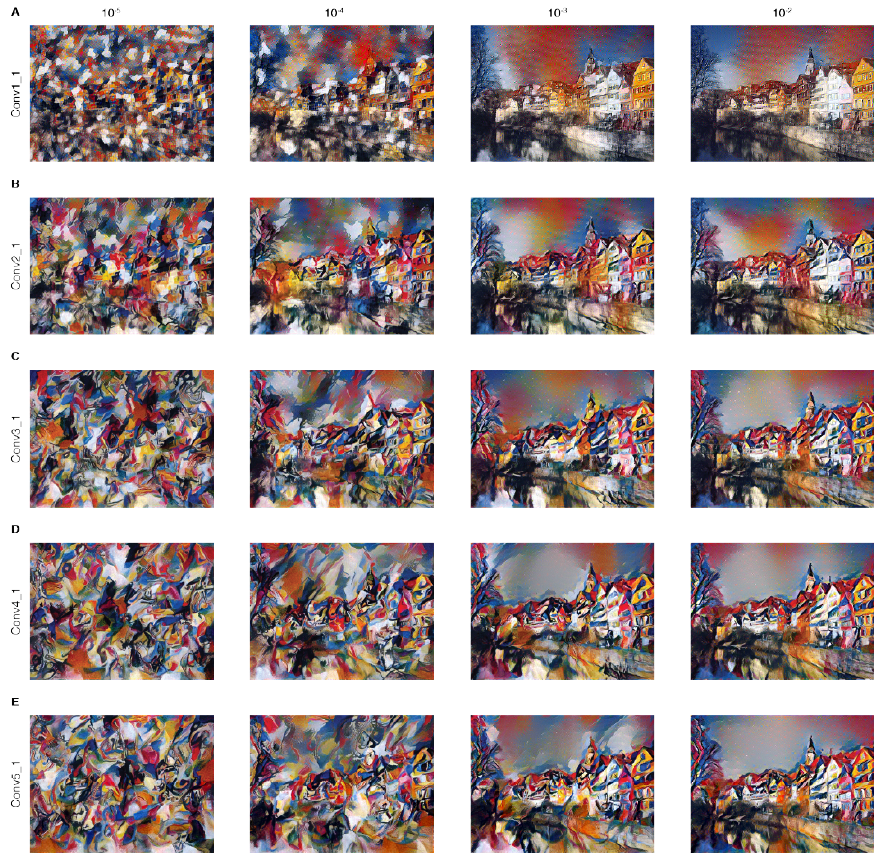 A 10⁻⁵ 10⁻⁴ 10⁻³ 10⁻²
Conv1_1
B
Conv2_1
C
Conv3_1
D
Conv4_1
E
Conv5_1